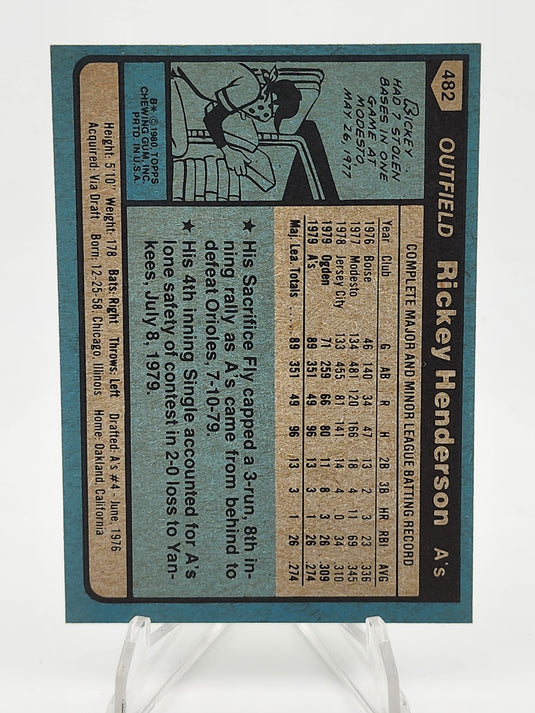 482 OUTFIELD Rickey Henderson A's
RICKEY
HAD 7 STOLEN
BASES IN ONE
GAME AT
MODESTO,
MAY 26, 1977
B* © 1980 TOPPS
CHEWING GUM, INC.
PRTD. IN U.S.A.
COMPLETE MAJOR AND MINOR LEAGUE BATTING RECORD
Year Club G AB R H 2B 3B HR RBI AVG
1976 Boise 46 140 34 47 13 2 3 23 .336
1977 Modesto 134 481 120 166 18 4 11 69 .345
1978 Jersey City 133 455 81 141 14 4 0 34 .310
1979 Ogden 71 259 66 80 11 8 3 26 .309
1979 A's 89 351 49 96 13 3 1 26 .274
Maj. Lea. Totals 89 351 49 96 13 3 1 26 .274
★ His Sacrifice Fly capped a 3-run, 8th in-
ning rally as A's came from behind to
defeat Orioles, 7-10-79.
★ His 4th inning Single accounted for A's
lone safety of contest in 2-0 loss to Yan-
kees, July 8, 1979.
Height: 5'10" Weight: 178 Bats: Right Throws: Left Drafted: A's #4 - June, 1976
Acquired: Via Draft Born: 12-25-58, Chicago, Illinois Home: Oakland, California